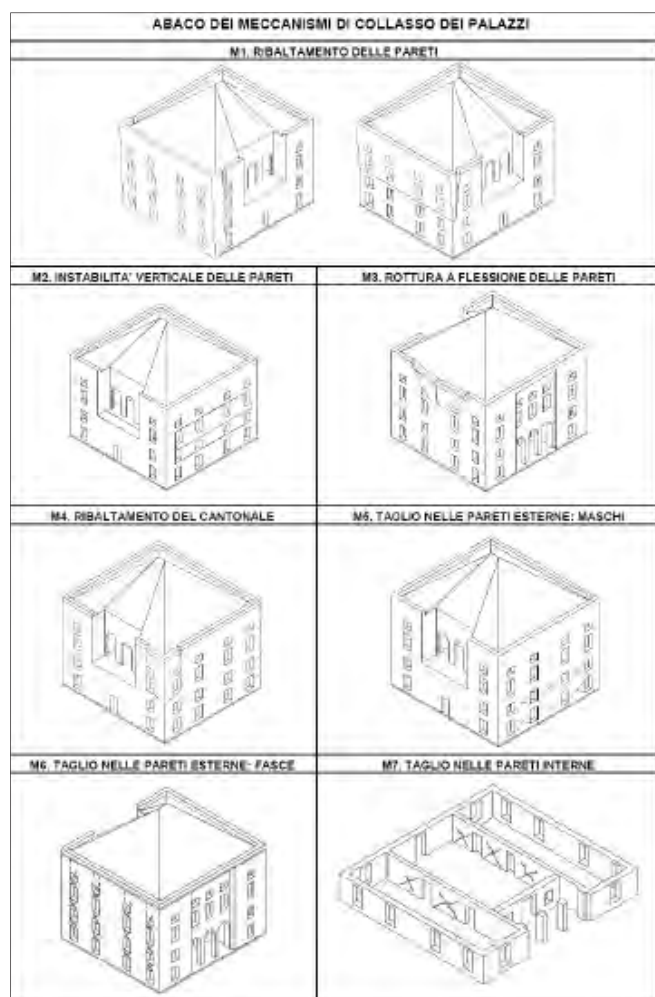 ABACO DEI MECCANISMI DI COLLASSO DEI PALAZZI
M1. RIBALTAMENTO DELLE PARETI
M2. INSTABILITA' VERTICALE DELLE PARETI
M3. ROTTURA A FLESSIONE DELLE PARETI
M4. RIBALTAMENTO DEL CANTONALE
M5. TAGLIO NELLE PARETI ESTERNE: MASCHI
M6. TAGLIO NELLE PARETI ESTERNE: FASCE
M7. TAGLIO NELLE PARETI INTERNE